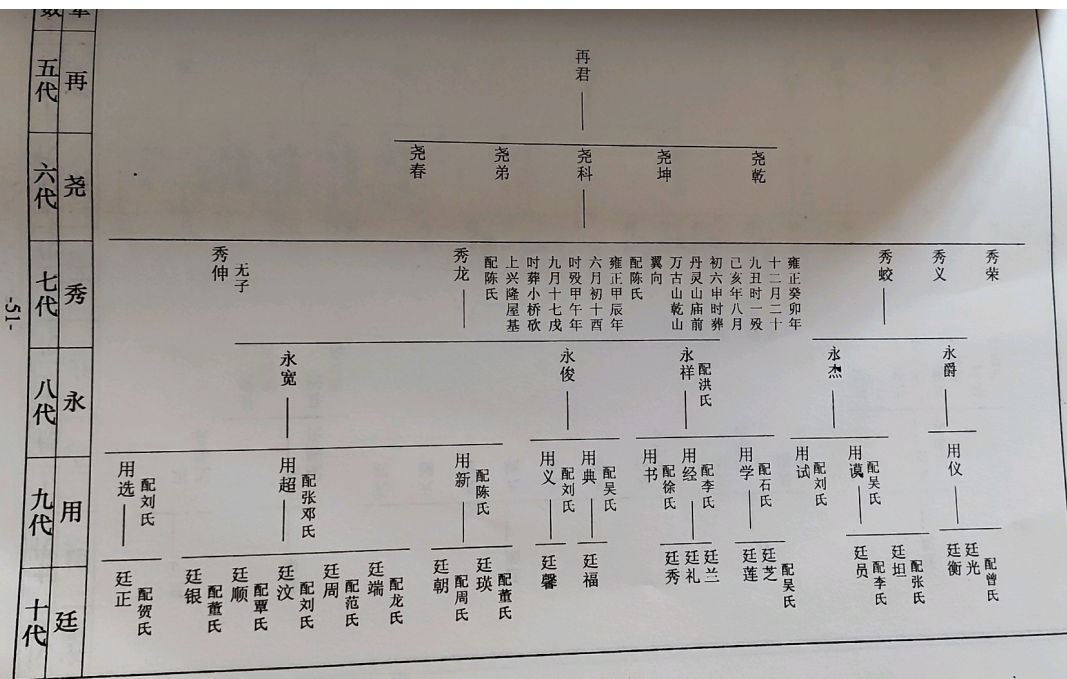 数 辈
五代 再
六代 尧
七代 秀
八代 永
九代 用
十代 廷
-51-
再君
尧乾
尧坤
尧科
尧弟
尧春
秀荣
秀义
秀蛟
雍正癸卯年
十二月二十
九丑时一殁
己亥年八月
初六申时葬
丹灵山庙前
万古山乾山
巽向
配陈氏
雍正甲辰年
六月初十酉
时殁甲午年
九月十七戌
时葬小桥砍
上兴隆屋基
配陈氏
秀龙
无子
秀伸
永爵
永杰
配洪氏
永祥
永俊
永宽
用仪
配吴氏
用谟
配刘氏
用试
配石氏
用学
配李氏
用经
配徐氏
用书
配吴氏
用典
配刘氏
用义
配陈氏
用新
配张邓氏
用超
配刘氏
用选
配曾氏
廷光
廷衡
配张氏
廷坦
配李氏
廷员
配吴氏
廷芝
廷莲
廷兰
廷礼
廷秀
廷福
廷馨
配董氏
廷瑛
配周氏
廷朝
配龙氏
廷端
配范氏
廷周
配刘氏
廷汶
配覃氏
廷顺
配董氏
廷银
配贺氏
廷正